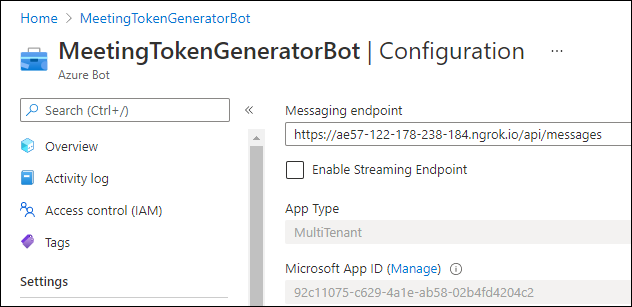 Home > MeetingTokenGeneratorBot
MeetingTokenGeneratorBot | Configuration ...
Azure Bot
Search (Ctrl+/)
«
Overview
Activity log
Access control (IAM)
Tags
Settings
Messaging endpoint
https://ae57-122-178-238-184.ngrok.io/api/messages
Enable Streaming Endpoint
App Type
MultiTenant
Microsoft App ID (Manage)
92c11075-c629-4a1e-ab58-02b4fd4204c2